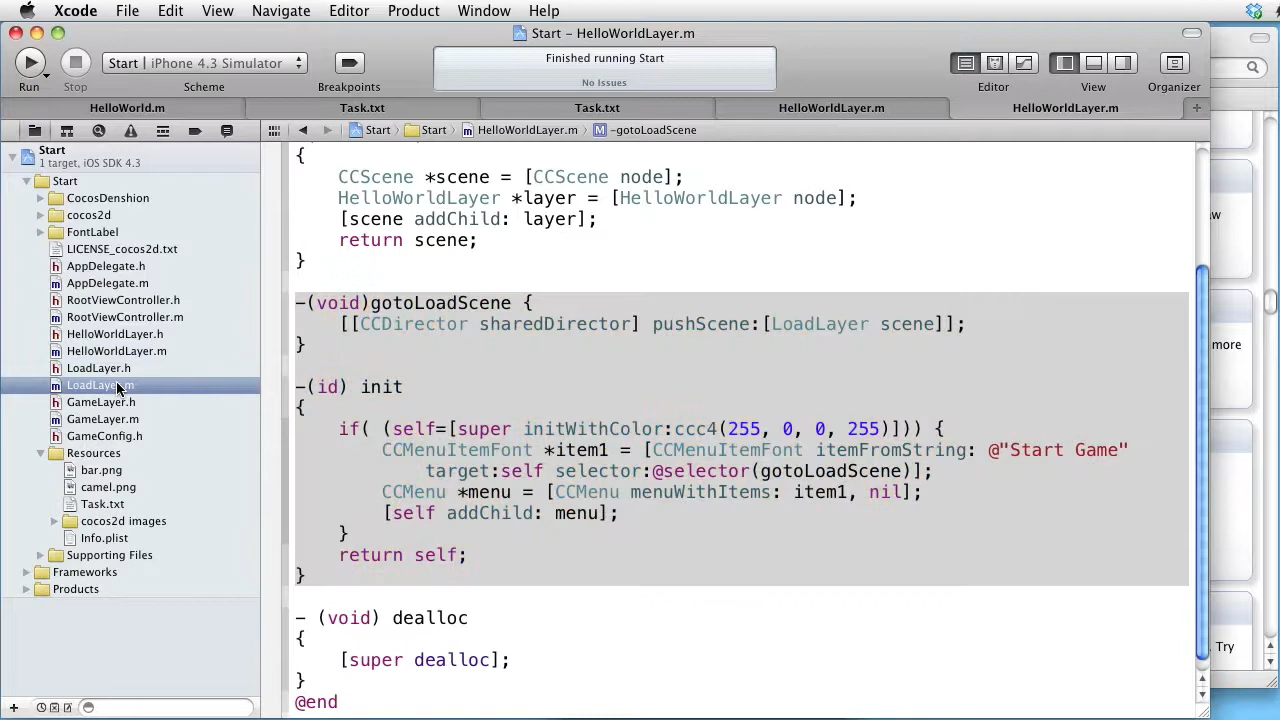 Xcode File Edit View Navigate Editor Product Window Help
Start – HelloWorldLayer.m
Start | iPhone 4.3 Simulator
Finished running Start
No Issues
Run Stop Scheme Breakpoints Editor View Organizer
HelloWorld.m Task.txt Task.txt HelloWorldLayer.m HelloWorldLayer.m
Start Start HelloWorldLayer.m M -gotoLoadScene
Start
1 target, iOS SDK 4.3
Start
CocosDenshion
cocos2d
FontLabel
LICENSE_cocos2d.txt
h AppDelegate.h
m AppDelegate.m
h RootViewController.h
m RootViewController.m
h HelloWorldLayer.h
m HelloWorldLayer.m
h LoadLayer.h
m LoadLayer.m
h GameLayer.h
m GameLayer.m
h GameConfig.h
Resources
bar.png
camel.png
Task.txt
cocos2d images
Info.plist
Supporting Files
Frameworks
Products
{
CCScene *scene = [CCScene node];
HelloWorldLayer *layer = [HelloWorldLayer node];
[scene addChild: layer];
return scene;
}
-(void)gotoLoadScene {
[[CCDirector sharedDirector] pushScene:[LoadLayer scene]];
}
-(id) init
{
if( (self=[super initWithColor:ccc4(255, 0, 0, 255)])) {
CCMenuItemFont *item1 = [CCMenuItemFont itemFromString: @"Start Game"
target:self selector:@selector(gotoLoadScene)];
CCMenu *menu = [CCMenu menuWithItems: item1, nil];
[self addChild: menu];
}
return self;
}
- (void) dealloc
{
[super dealloc];
}
@end
more
Try